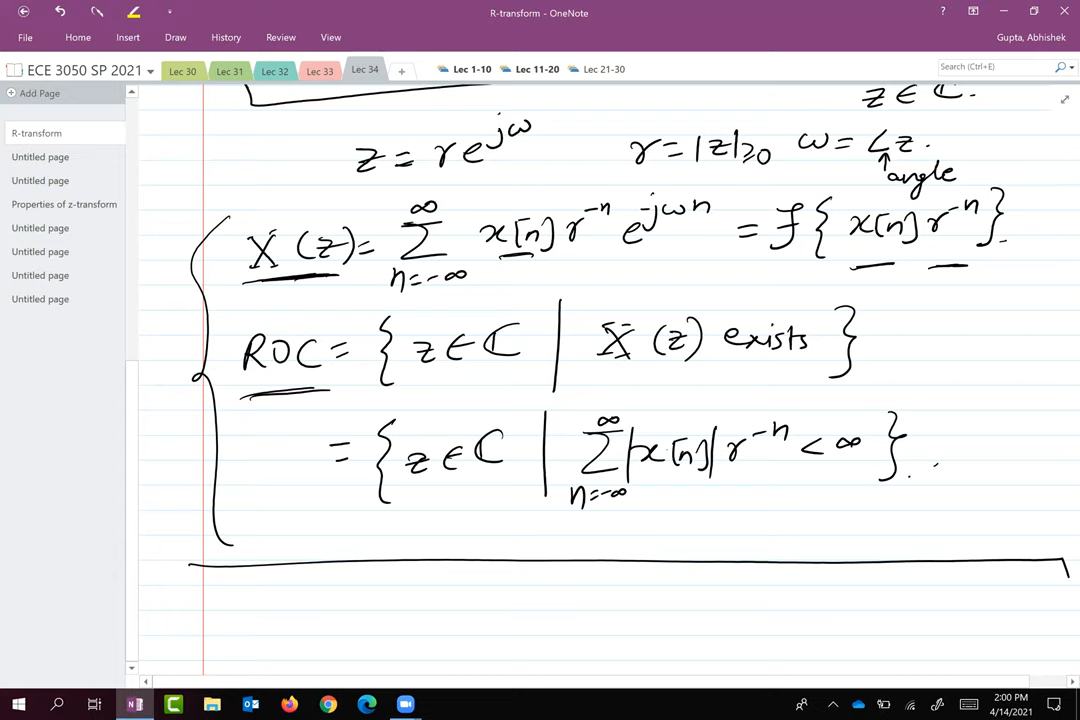 R-transform - OneNote
?
File Home Insert Draw History Review View
Gupta, Abhishek
ECE 3050 SP 2021
Lec 30 Lec 31 Lec 32 Lec 33 Lec 34 + Lec 1-10 Lec 11-20 Lec 21-30
Search (Ctrl+E)
Add Page
R-transform
Untitled page
Untitled page
Properties of z-transform
Untitled page
Untitled page
Untitled page
Untitled page
z ∈ ℂ.
z = r e^{jω} r = |z| ≥ 0 ω = ∠z.
↑ angle
X(z) = ∑_{n=-∞}^{∞} x[n] r^{-n} e^{-jωn} = F{ x[n] r^{-n} }.
ROC = { z ∈ ℂ | X(z) exists }
= { z ∈ ℂ | ∑_{n=-∞}^{∞} |x[n]| r^{-n} < ∞ }.
2:00 PM
4/14/2021